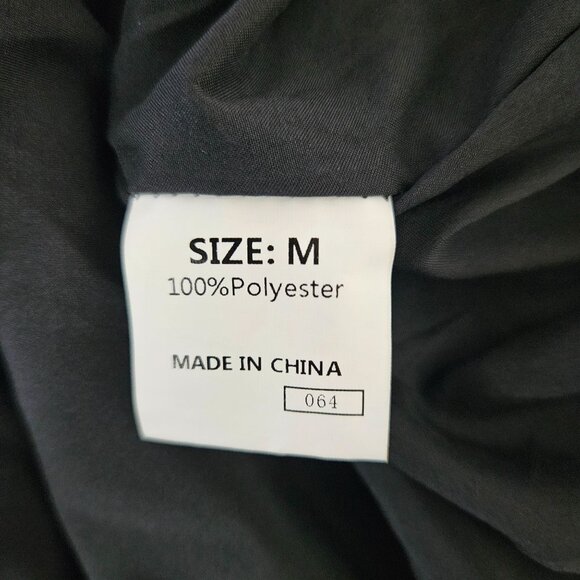 SIZE: M
100%Polyester
MADE IN CHINA
064